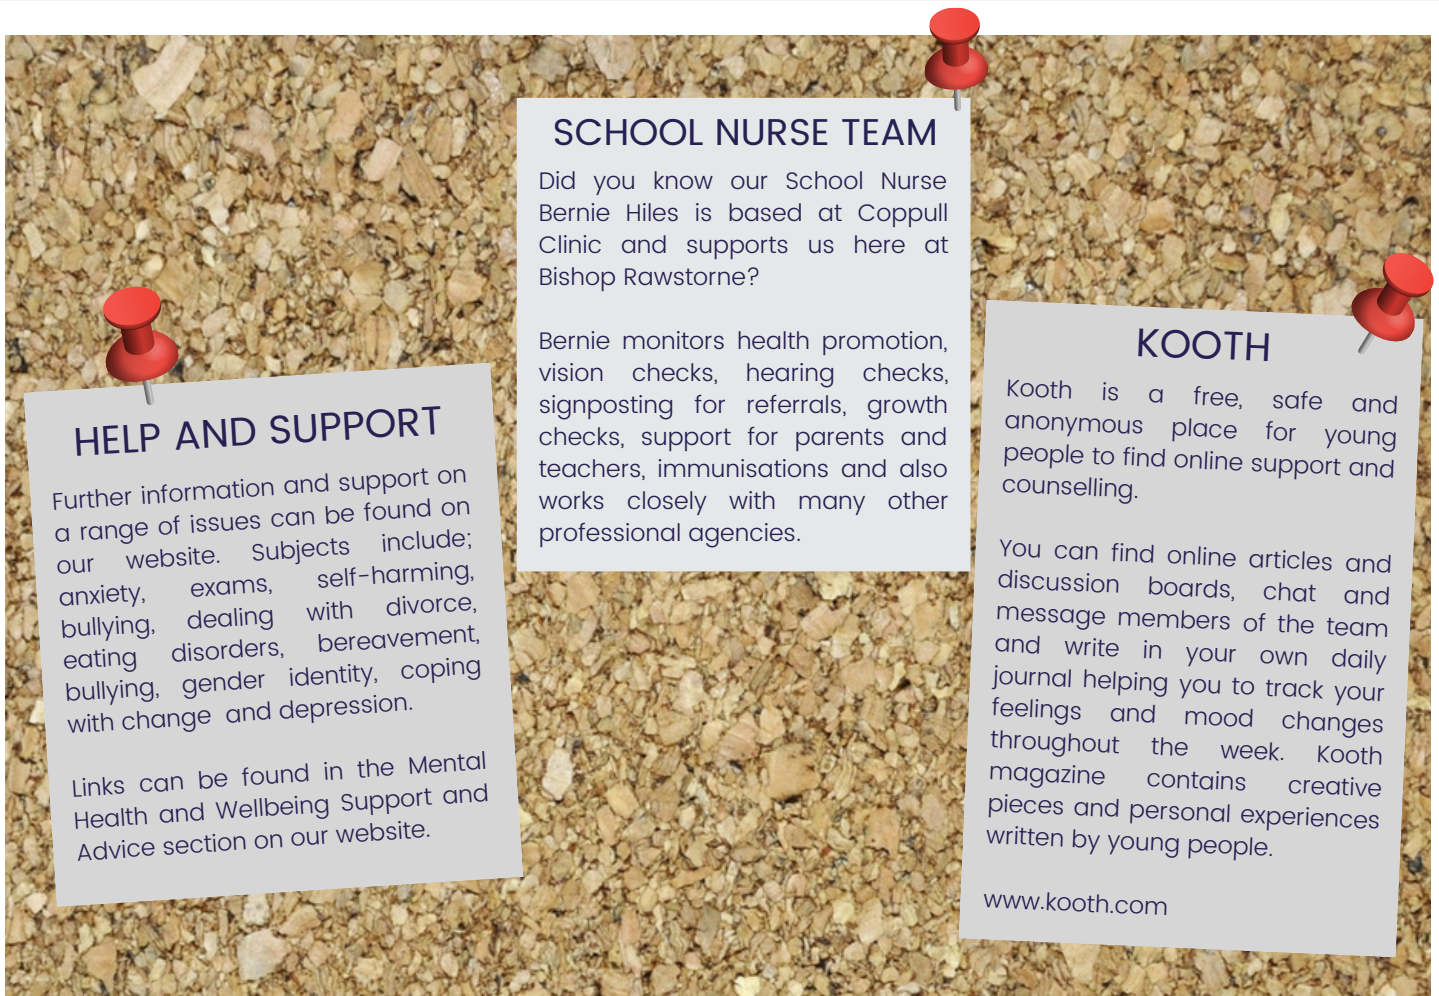 HELP AND SUPPORT
Further information and support on
a range of issues can be found on
our website. Subjects include;
anxiety, exams, self-harming,
bullying, dealing with divorce,
eating disorders, bereavement,
bullying, gender identity, coping
with change and depression.
Links can be found in the Mental
Health and Wellbeing Support and
Advice section on our website.
SCHOOL NURSE TEAM
Did you know our School Nurse
Bernie Hiles is based at Coppull
Clinic and supports us here at
Bishop Rawstorne?
Bernie monitors health promotion,
vision checks, hearing checks,
signposting for referrals, growth
checks, support for parents and
teachers, immunisations and also
works closely with many other
professional agencies.
KOOTH
Kooth is a free, safe and
anonymous place for young
people to find online support and
counselling.
You can find online articles and
discussion boards, chat and
message members of the team
and write in your own daily
journal helping you to track your
feelings and mood changes
throughout the week. Kooth
magazine contains creative
pieces and personal experiences
written by young people.
www.kooth.com